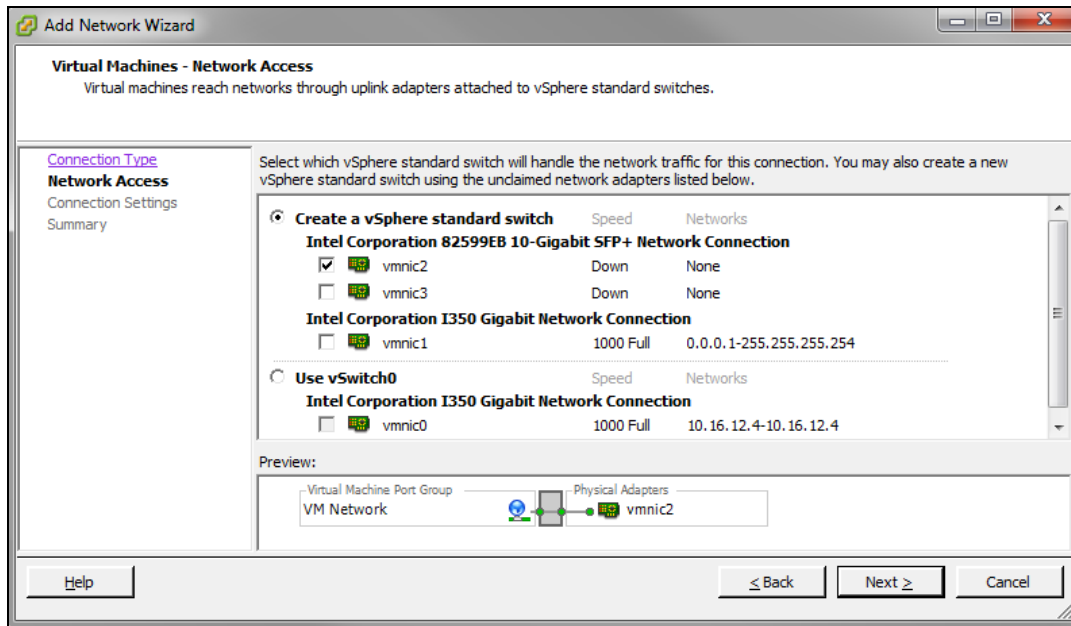 Add Network Wizard
Virtual Machines - Network Access
Virtual machines reach networks through uplink adapters attached to vSphere standard switches.
Connection Type
Network Access
Connection Settings
Summary
Select which vSphere standard switch will handle the network traffic for this connection. You may also create a new
vSphere standard switch using the unclaimed network adapters listed below.
Create a vSphere standard switch Speed Networks
Intel Corporation 82599EB 10-Gigabit SFP+ Network Connection
vmnic2 Down None
vmnic3 Down None
Intel Corporation I350 Gigabit Network Connection
vmnic1 1000 Full 0.0.0.1-255.255.255.254
Use vSwitch0 Speed Networks
Intel Corporation I350 Gigabit Network Connection
vmnic0 1000 Full 10.16.12.4-10.16.12.4
Preview:
Virtual Machine Port Group Physical Adapters
VM Network vmnic2
Help < Back Next > Cancel